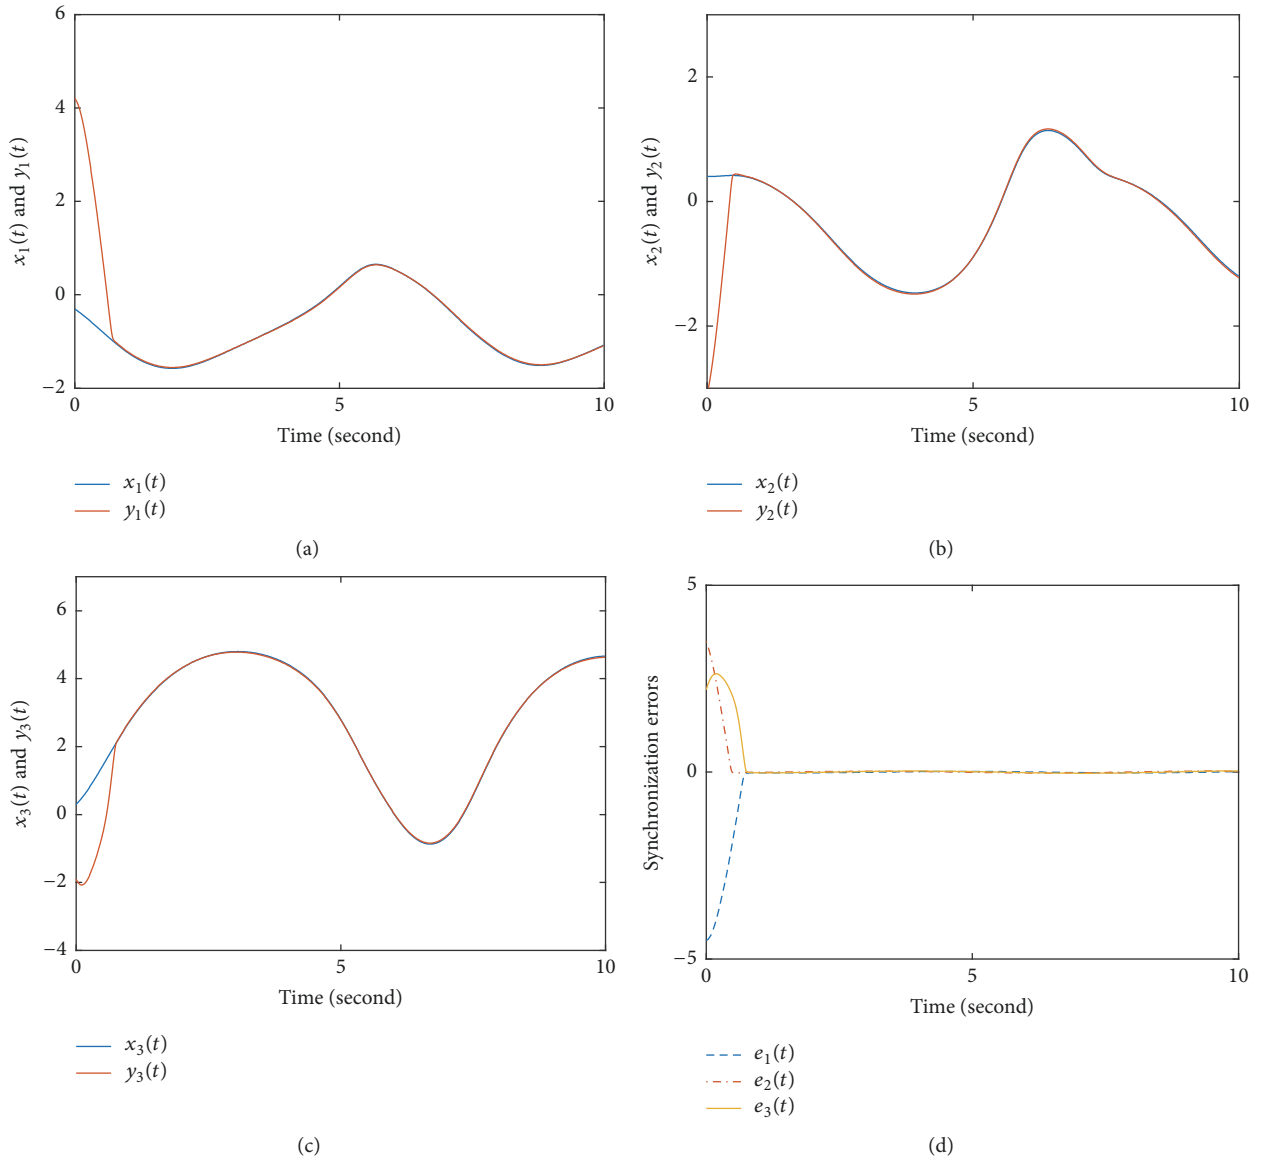 6
4
2
0
−2
x₁(t) and y₁(t)
0 5 10
Time (second)
x₁(t)
y₁(t)
(a)
2
0
−2
x₂(t) and y₂(t)
0 5 10
Time (second)
x₂(t)
y₂(t)
(b)
6
4
2
0
−2
−4
x₃(t) and y₃(t)
0 5 10
Time (second)
x₃(t)
y₃(t)
(c)
5
0
−5
Synchronization errors
0 5 10
Time (second)
e₁(t)
e₂(t)
e₃(t)
(d)